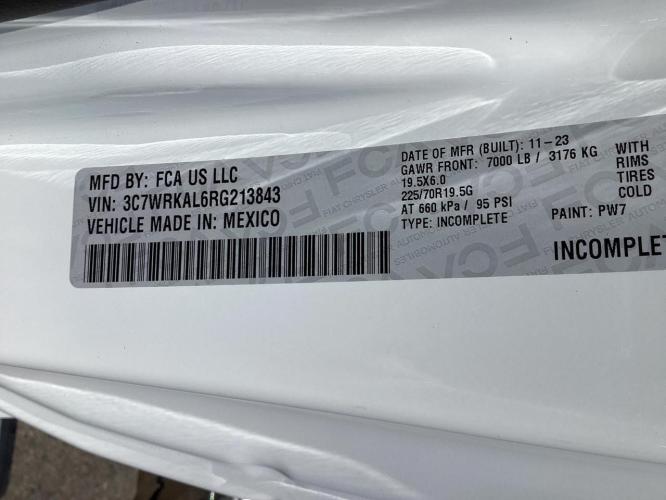 MFD BY: FCA US LLC
VIN: 3C7WRKAL6RG213843
VEHICLE MADE IN: MEXICO
DATE OF MFR (BUILT): 11-23
GAWR FRONT: 7000 LB / 3176 KG WITH
19.5X6.0 RIMS
225/70R19.5G TIRES
AT 660 kPa / 95 PSI COLD
TYPE: INCOMPLETE PAINT: PW7
INCOMPLET